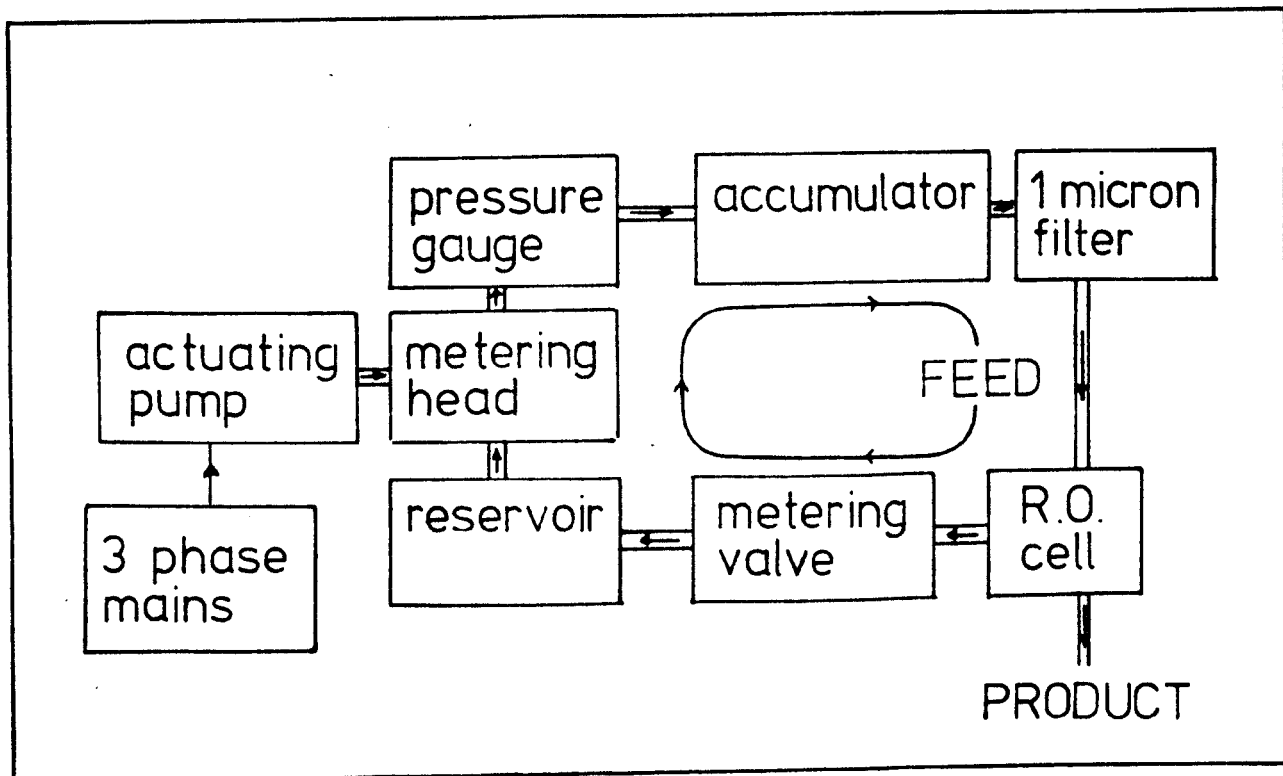 pressure
gauge
accumulator
1 micron
filter
actuating
pump
metering
head
FEED
3 phase
mains
reservoir
metering
valve
R.O.
cell
PRODUCT